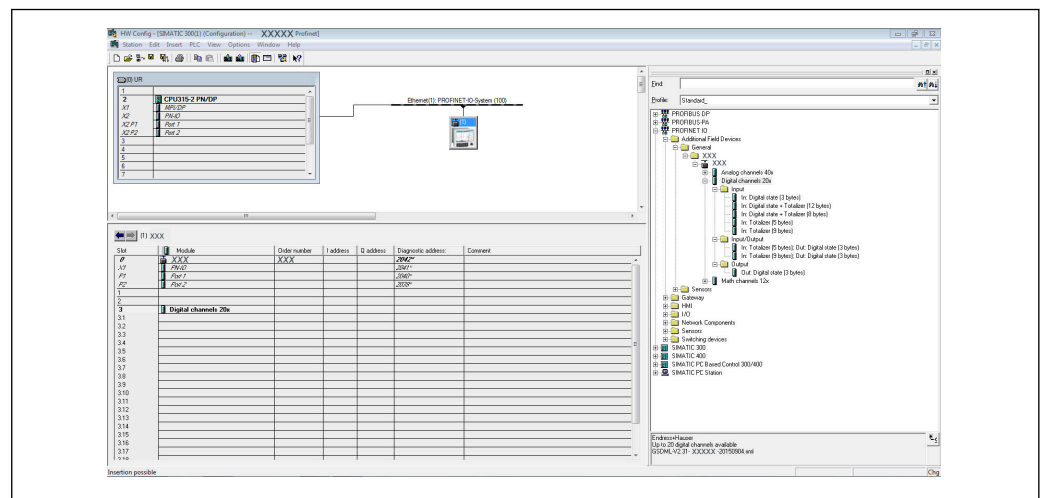 HW Config - [SIMATIC 300(1) (Configuration) -- XXXXX Profinet]
Station Edit Insert PLC View Options Window Help
(0) UR
1
2 CPU315-2 PN/DP
X1 MPI/DP
X2 PN-IO
X2 P1 Port 1
X2 P2 Port 2
3
4
5
6
7
Ethernet(1): PROFINET-IO-System (100)
(1) XXX
Slot Module Order number I address Q address Diagnostic address: Comment
0 XXX XXX 2042*
X1 PN-IO 2041*
P1 Port 1 2040*
P2 Port 2 2039*
1
2
3 Digital channels 20x
3.1
3.2
3.3
3.4
3.5
3.6
3.7
3.8
3.9
3.10
3.11
3.12
3.13
3.14
3.15
3.16
3.17
3.18
Find:
Profile: Standard_
PROFIBUS DP
PROFIBUS-PA
PROFINET IO
Additional Field Devices
General
XXX
XXX
Analog channels 40x
Digital channels 20x
Input
In: Digital state (3 bytes)
In: Digital state + Totalizer (12 bytes)
In: Digital state + Totalizer (8 bytes)
In: Totalizer (5 bytes)
In: Totalizer (9 bytes)
Input/Output
In: Totalizer (5 bytes); Out: Digital state (3 bytes)
In: Totalizer (9 bytes); Out: Digital state (3 bytes)
Output
Out: Digital state (3 bytes)
Math channels 12x
Sensors
Gateway
HMI
I/O
Network Components
Sensors
Switching devices
SIMATIC 300
SIMATIC 400
SIMATIC PC Based Control 300/400
SIMATIC PC Station
Endress+Hauser
Up to 20 digital channels available
GSDML-V2.31- XXXXXX -20150904.xml
Insertion possible
Chg